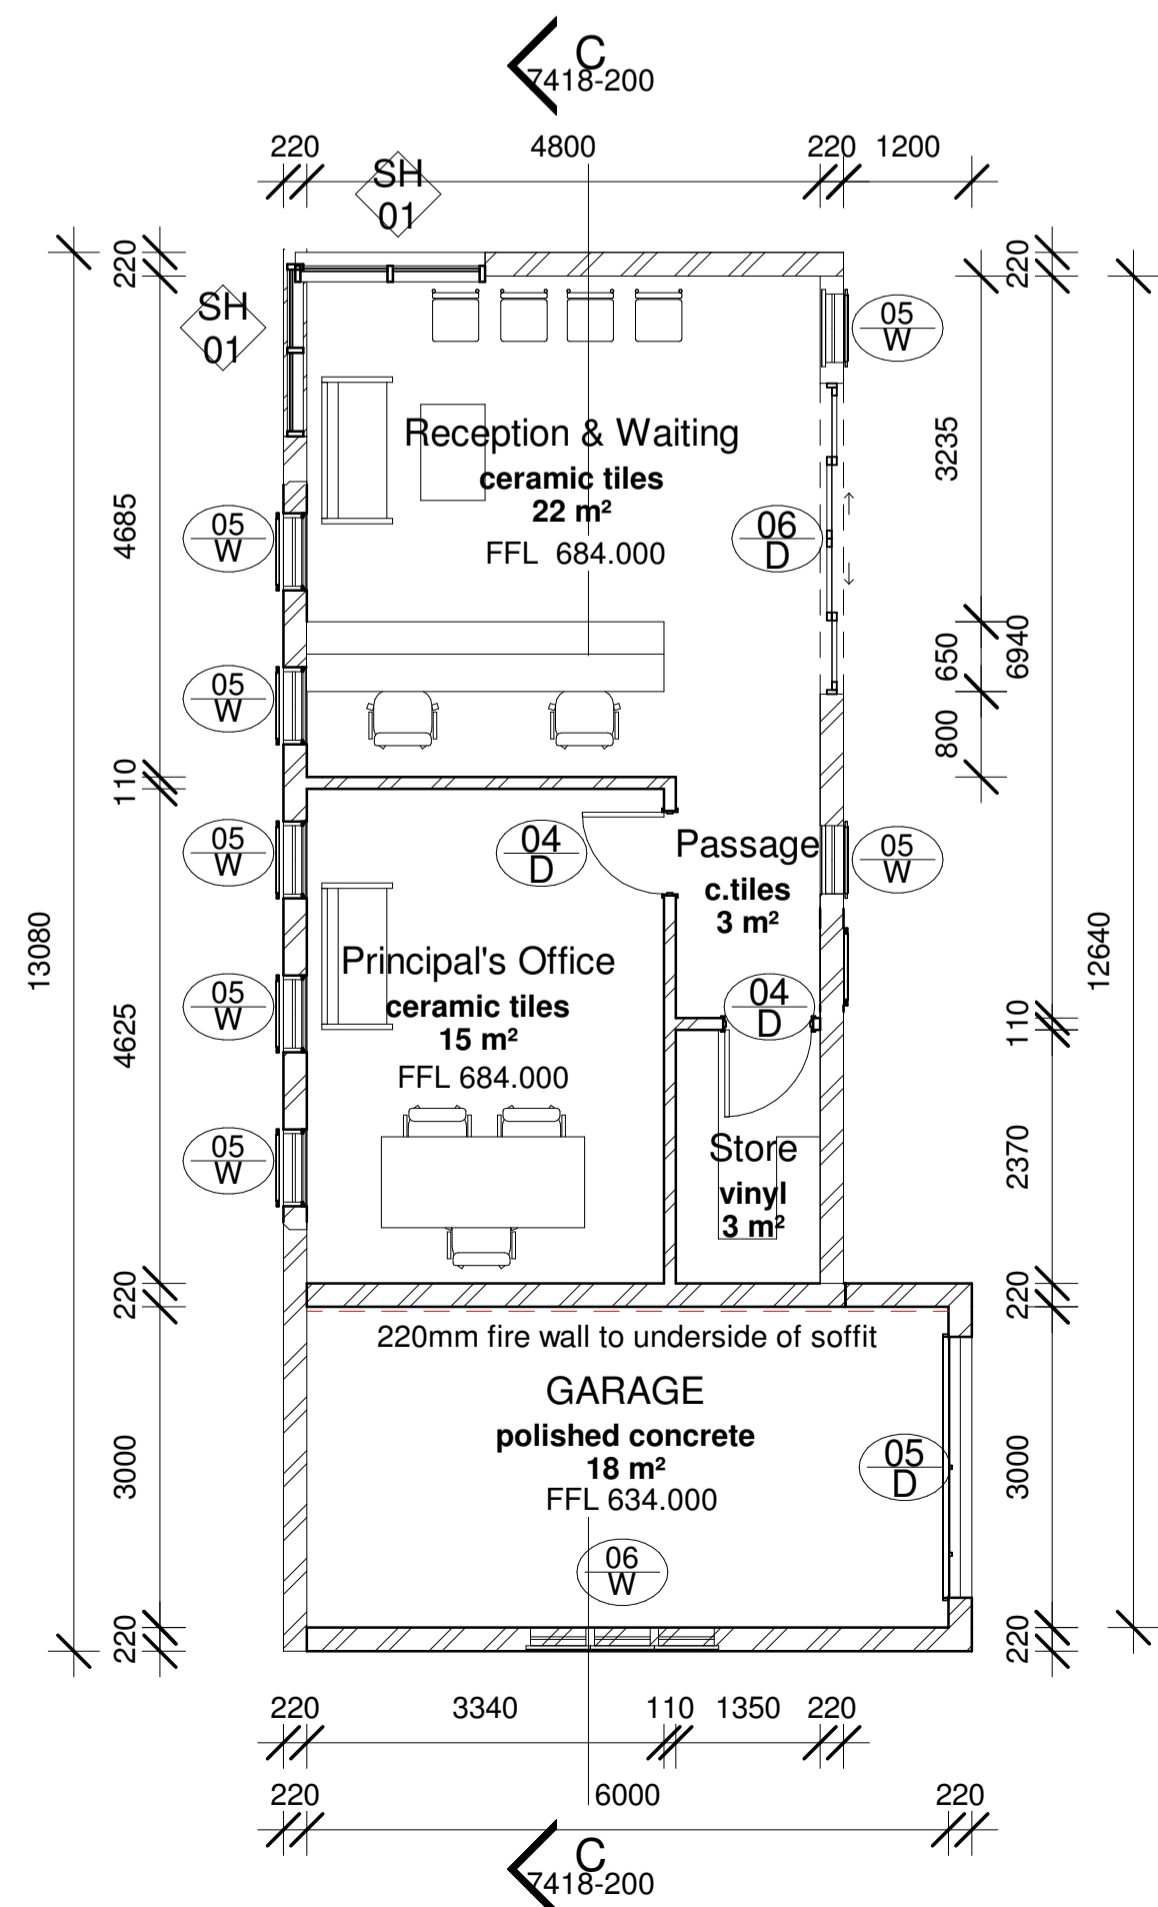 C
7418-200
220 4800 220 1200
SH
01
SH
01
220
220
05
W
Reception & Waiting
ceramic tiles
22 m²
FFL 684.000
3235
4685
05
W
06
D
650
6940
05
W
800
110
05
W
04
D
Passage
c.tiles
3 m²
05
W
13080
12640
Principal's Office
ceramic tiles
15 m²
FFL 684.000
4625
05
W
04
D
110
05
W
Store
vinyl
3 m²
2370
220
220
220mm fire wall to underside of soffit
GARAGE
polished concrete
18 m²
FFL 634.000
3000
05
D
3000
06
W
220
220
220 3340 110 1350 220
220 6000 220
C
7418-200